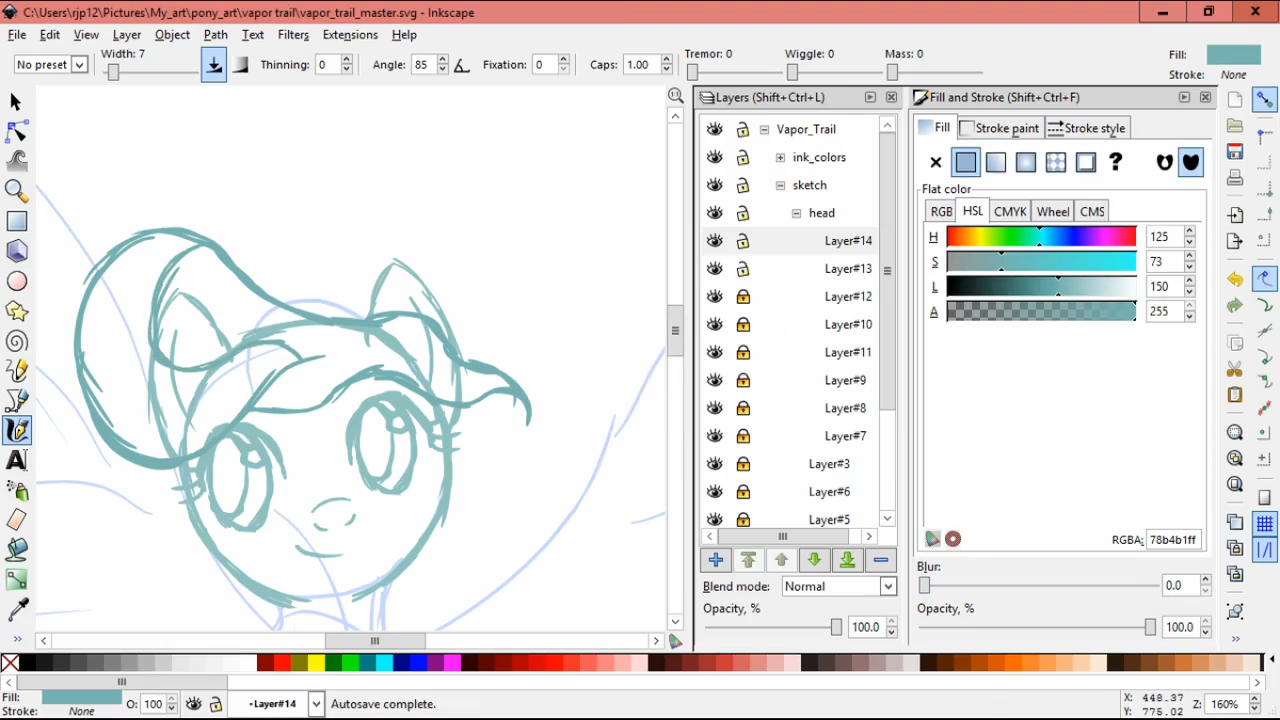 C:\Users\rjp12\Pictures\My_art\pony_art\vapor trail\vapor_trail_master.svg - Inkscape
File Edit View Layer Object Path Text Filters Extensions Help
No preset Width: 7 Thinning: 0 Angle: 85 Fixation: 0 Caps: 1.00 Tremor: 0 Wiggle: 0 Mass: 0 Fill: Stroke: None
Layers (Shift+Ctrl+L)
Vapor_Trail
ink_colors
sketch
head
Layer#14
Layer#13
Layer#12
Layer#10
Layer#11
Layer#9
Layer#8
Layer#7
Layer#3
Layer#6
Layer#5
Blend mode: Normal
Opacity, % 100.0
Fill and Stroke (Shift+Ctrl+F)
Fill Stroke paint Stroke style
Flat color
RGB HSL CMYK Wheel CMS
H 125
S 73
L 150
A 255
RGBA: 78b4b1ff
Blur: 0.0
Opacity, % 100.0
Fill:
Stroke: None
O: 100
·Layer#14
Autosave complete.
X: 448.37
Y: 775.02
Z: 160%